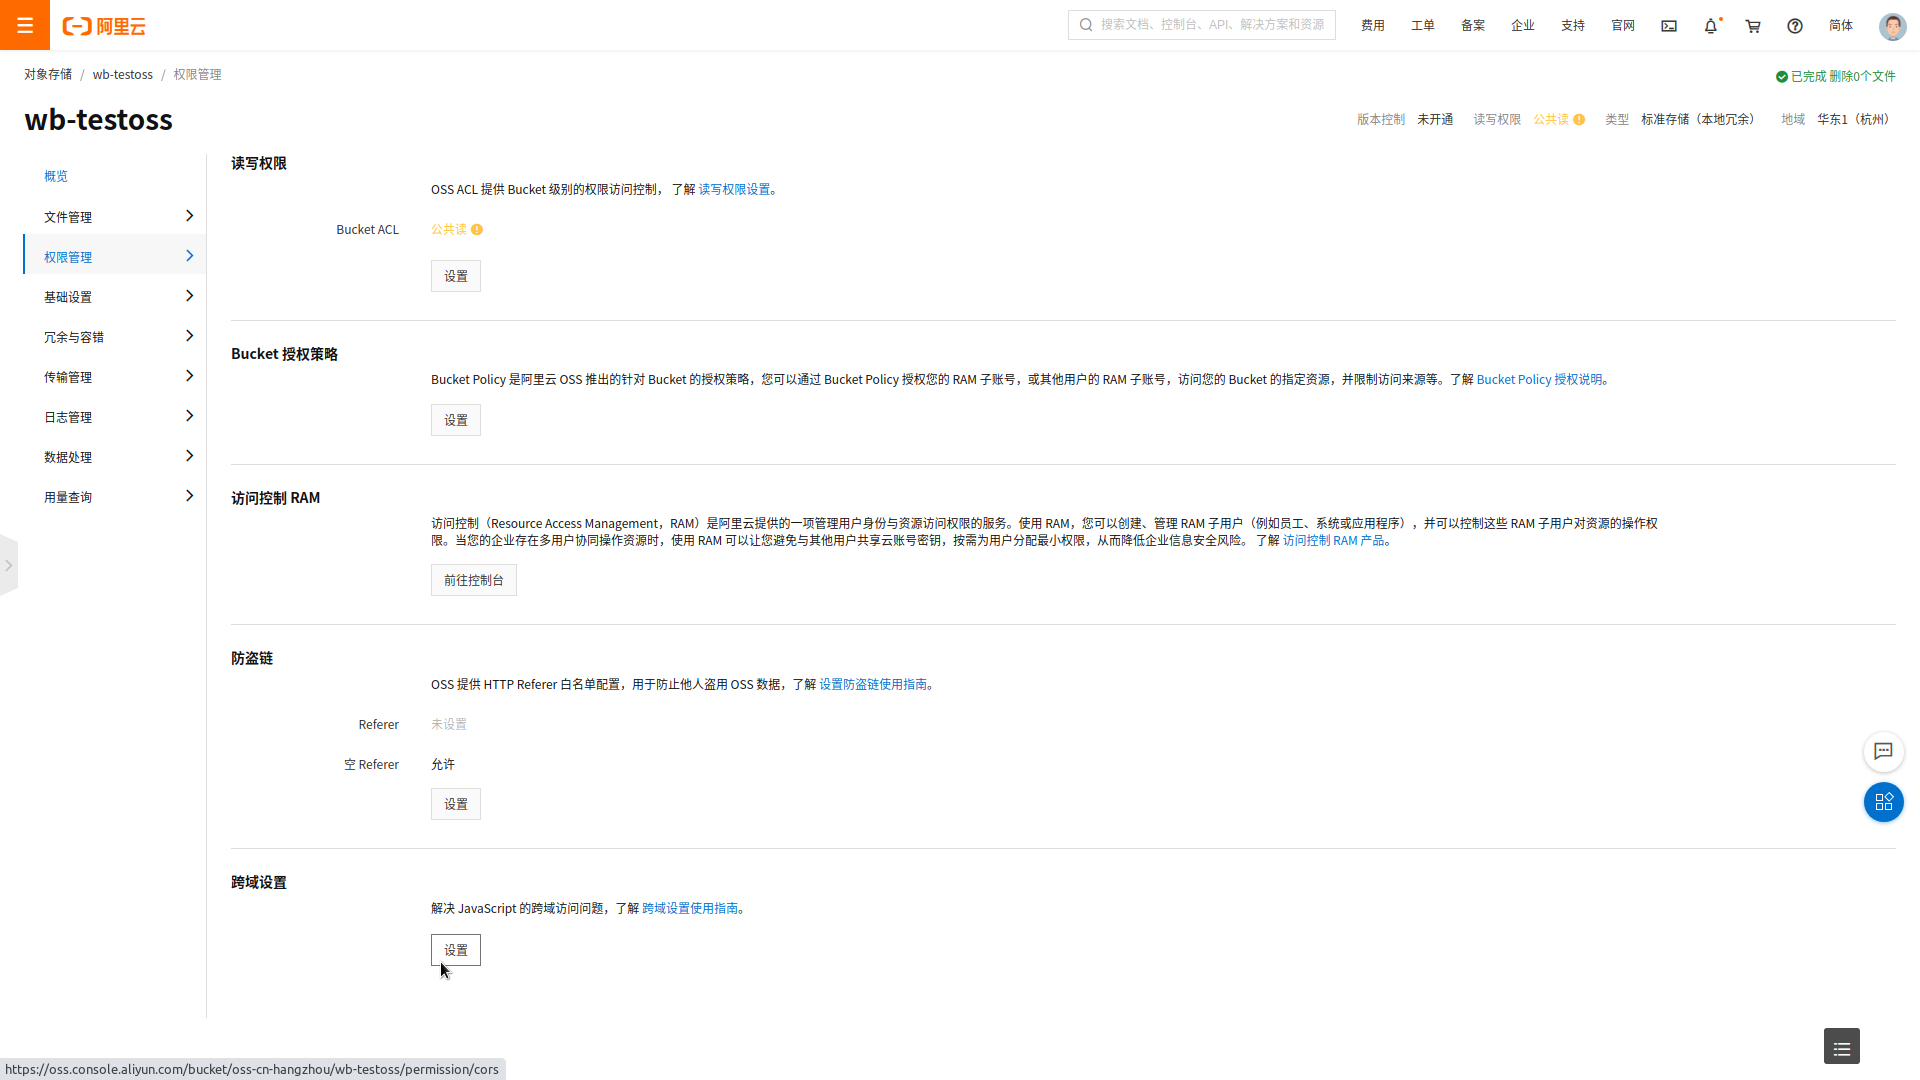 阿里云
搜索文档、控制台、API、解决方案和资源
费用
工单
备案
企业
支持
官网
简体
对象存储 / wb-testoss / 权限管理
已完成 删除0个文件
wb-testoss
版本控制 未开通 读写权限 公共读 类型 标准存储（本地冗余） 地域 华东1（杭州）
概览
文件管理
权限管理
基础设置
冗余与容错
传输管理
日志管理
数据处理
用量查询
读写权限
OSS ACL 提供 Bucket 级别的权限访问控制， 了解 读写权限设置。
Bucket ACL 公共读
设置
Bucket 授权策略
Bucket Policy 是阿里云 OSS 推出的针对 Bucket 的授权策略，您可以通过 Bucket Policy 授权您的 RAM 子账号，或其他用户的 RAM 子账号，访问您的 Bucket 的指定资源，并限制访问来源等。了解 Bucket Policy 授权说明。
设置
访问控制 RAM
访问控制（Resource Access Management，RAM）是阿里云提供的一项管理用户身份与资源访问权限的服务。使用 RAM，您可以创建、管理 RAM 子用户（例如员工、系统或应用程序），并可以控制这些 RAM 子用户对资源的操作权
限。当您的企业存在多用户协同操作资源时，使用 RAM 可以让您避免与其他用户共享云账号密钥，按需为用户分配最小权限，从而降低企业信息安全风险。 了解 访问控制 RAM 产品。
前往控制台
防盗链
OSS 提供 HTTP Referer 白名单配置，用于防止他人盗用 OSS 数据，了解 设置防盗链使用指南。
Referer 未设置
空 Referer 允许
设置
跨域设置
解决 JavaScript 的跨域访问问题，了解 跨域设置使用指南。
设置
https://oss.console.aliyun.com/bucket/oss-cn-hangzhou/wb-testoss/permission/cors